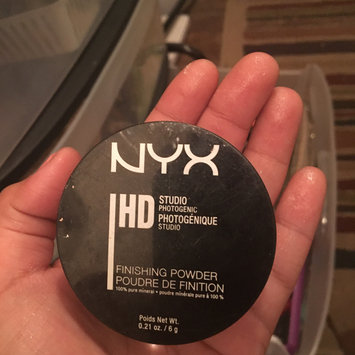 NYX
HD STUDIO
PHOTOGENIC
PHOTOGÉNIQUE
STUDIO
FINISHING POWDER
POUDRE DE FINITION
100% pure mineral • poudre minérale pure à 100 %
Poids Net Wt.
0.21 oz. / 6 g